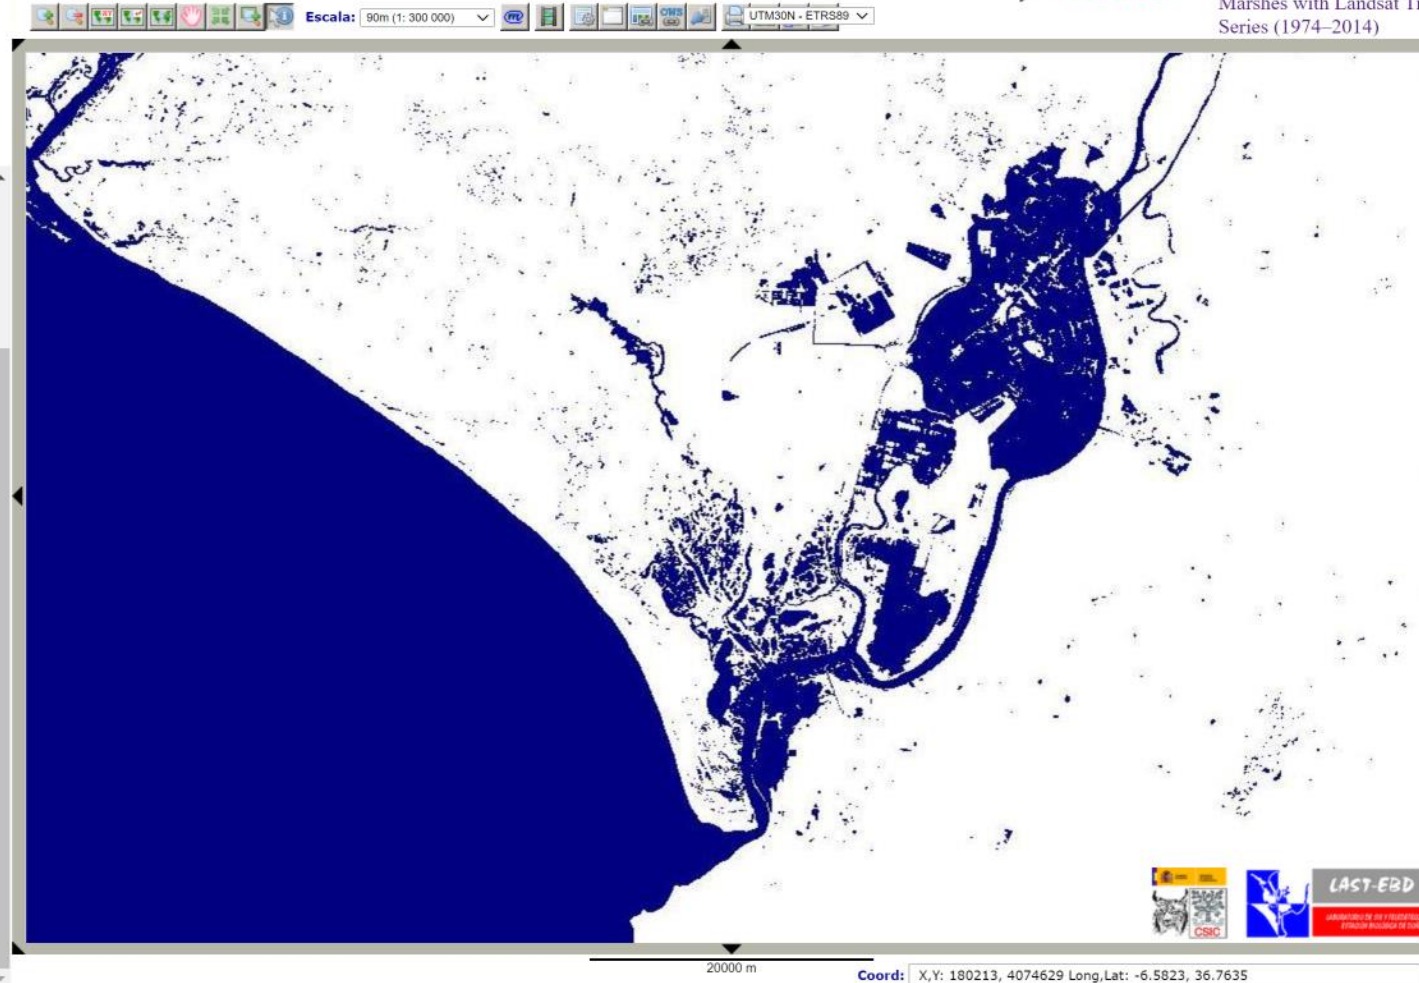 Escala: 90m (1: 300 000)
UTM30N - ETRS89
Marshes with Landsat Ti
Series (1974–2014)
LAST-EBD
CSIC
20000 m
Coord: X,Y: 180213, 4074629 Long,Lat: -6.5823, 36.7635